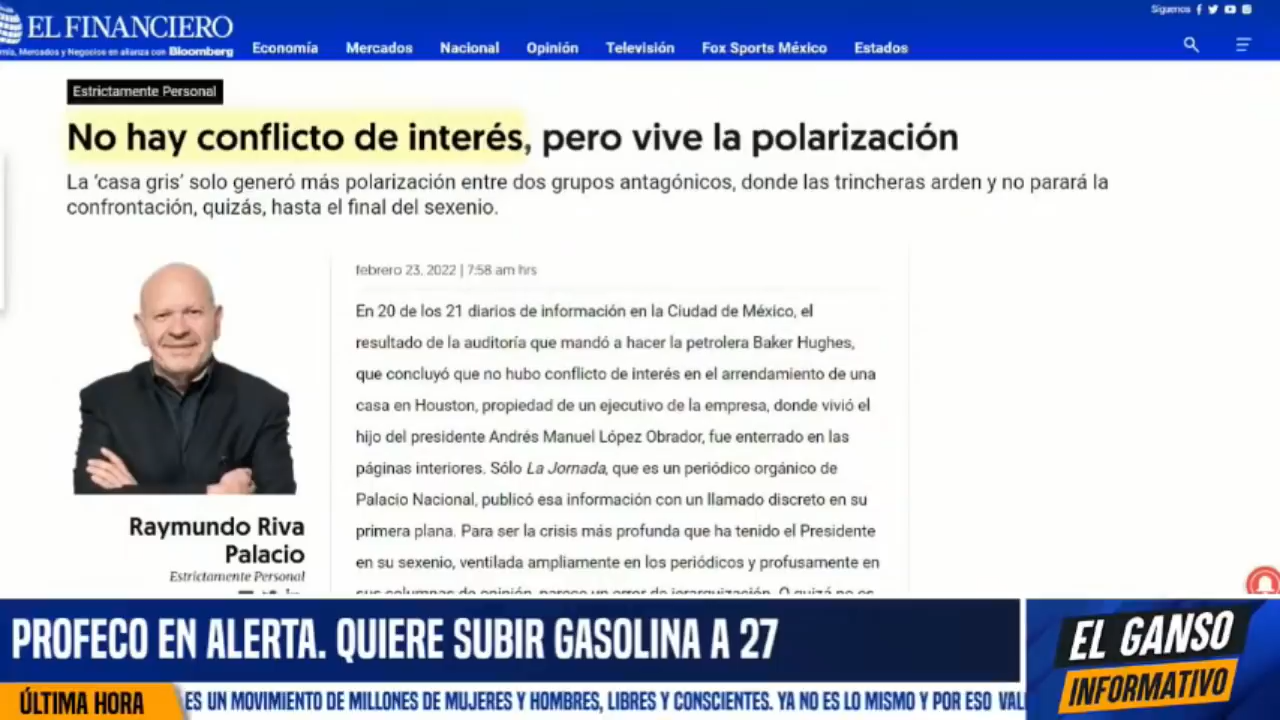 Síguenos
EL FINANCIERO
Mercados y Negocios en alianza con Bloomberg
Economía Mercados Nacional Opinión Televisión Fox Sports México Estados
Estrictamente Personal
No hay conflicto de interés, pero vive la polarización
La ‘casa gris’ solo generó más polarización entre dos grupos antagónicos, donde las trincheras arden y no parará la
confrontación, quizás, hasta el final del sexenio.
febrero 23, 2022 | 7:58 am hrs
En 20 de los 21 diarios de información en la Ciudad de México, el
resultado de la auditoría que mandó a hacer la petrolera Baker Hughes,
que concluyó que no hubo conflicto de interés en el arrendamiento de una
casa en Houston, propiedad de un ejecutivo de la empresa, donde vivió el
hijo del presidente Andrés Manuel López Obrador, fue enterrado en las
páginas interiores. Sólo La Jornada, que es un periódico orgánico de
Palacio Nacional, publicó esa información con un llamado discreto en su
primera plana. Para ser la crisis más profunda que ha tenido el Presidente
en su sexenio, ventilada ampliamente en los periódicos y profusamente en
Raymundo Riva
Palacio
Estrictamente Personal
PROFECO EN ALERTA. QUIERE SUBIR GASOLINA A 27
EL GANSO
INFORMATIVO
ÚLTIMA HORA
ES UN MOVIMIENTO DE MILLONES DE MUJERES Y HOMBRES, LIBRES Y CONSCIENTES. YA NO ES LO MISMO Y POR ESO